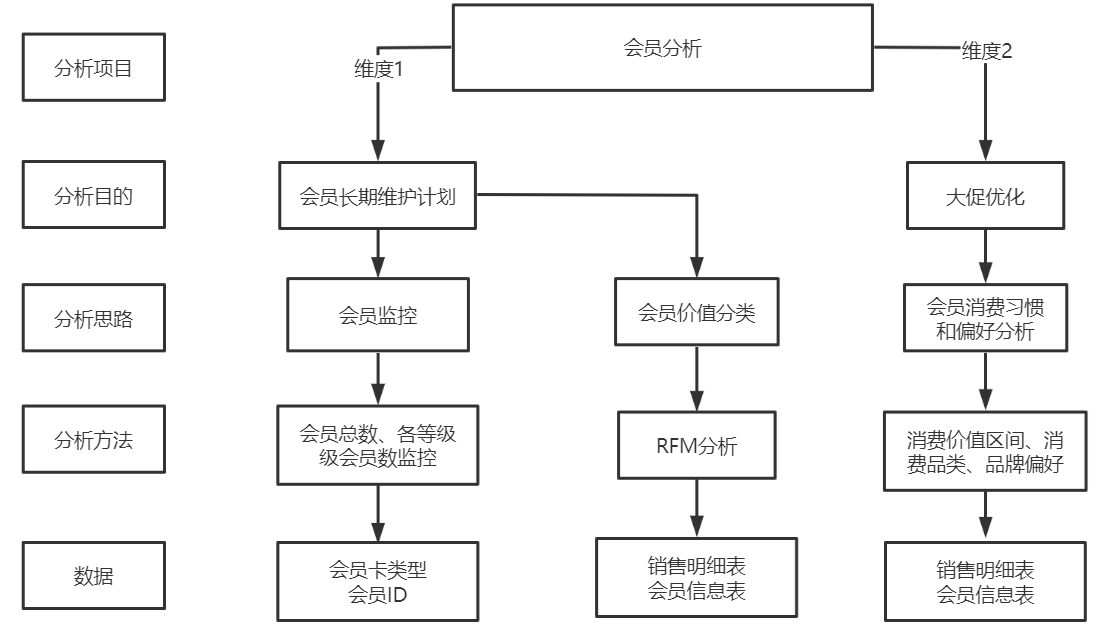 分析项目
会员分析
维度1
维度2
分析目的
会员长期维护计划
大促优化
分析思路
会员监控
会员价值分类
会员消费习惯
和偏好分析
分析方法
会员总数、各等级
级会员数监控
RFM分析
消费价值区间、消
费品类、品牌偏好
数据
会员卡类型
会员ID
销售明细表
会员信息表
销售明细表
会员信息表